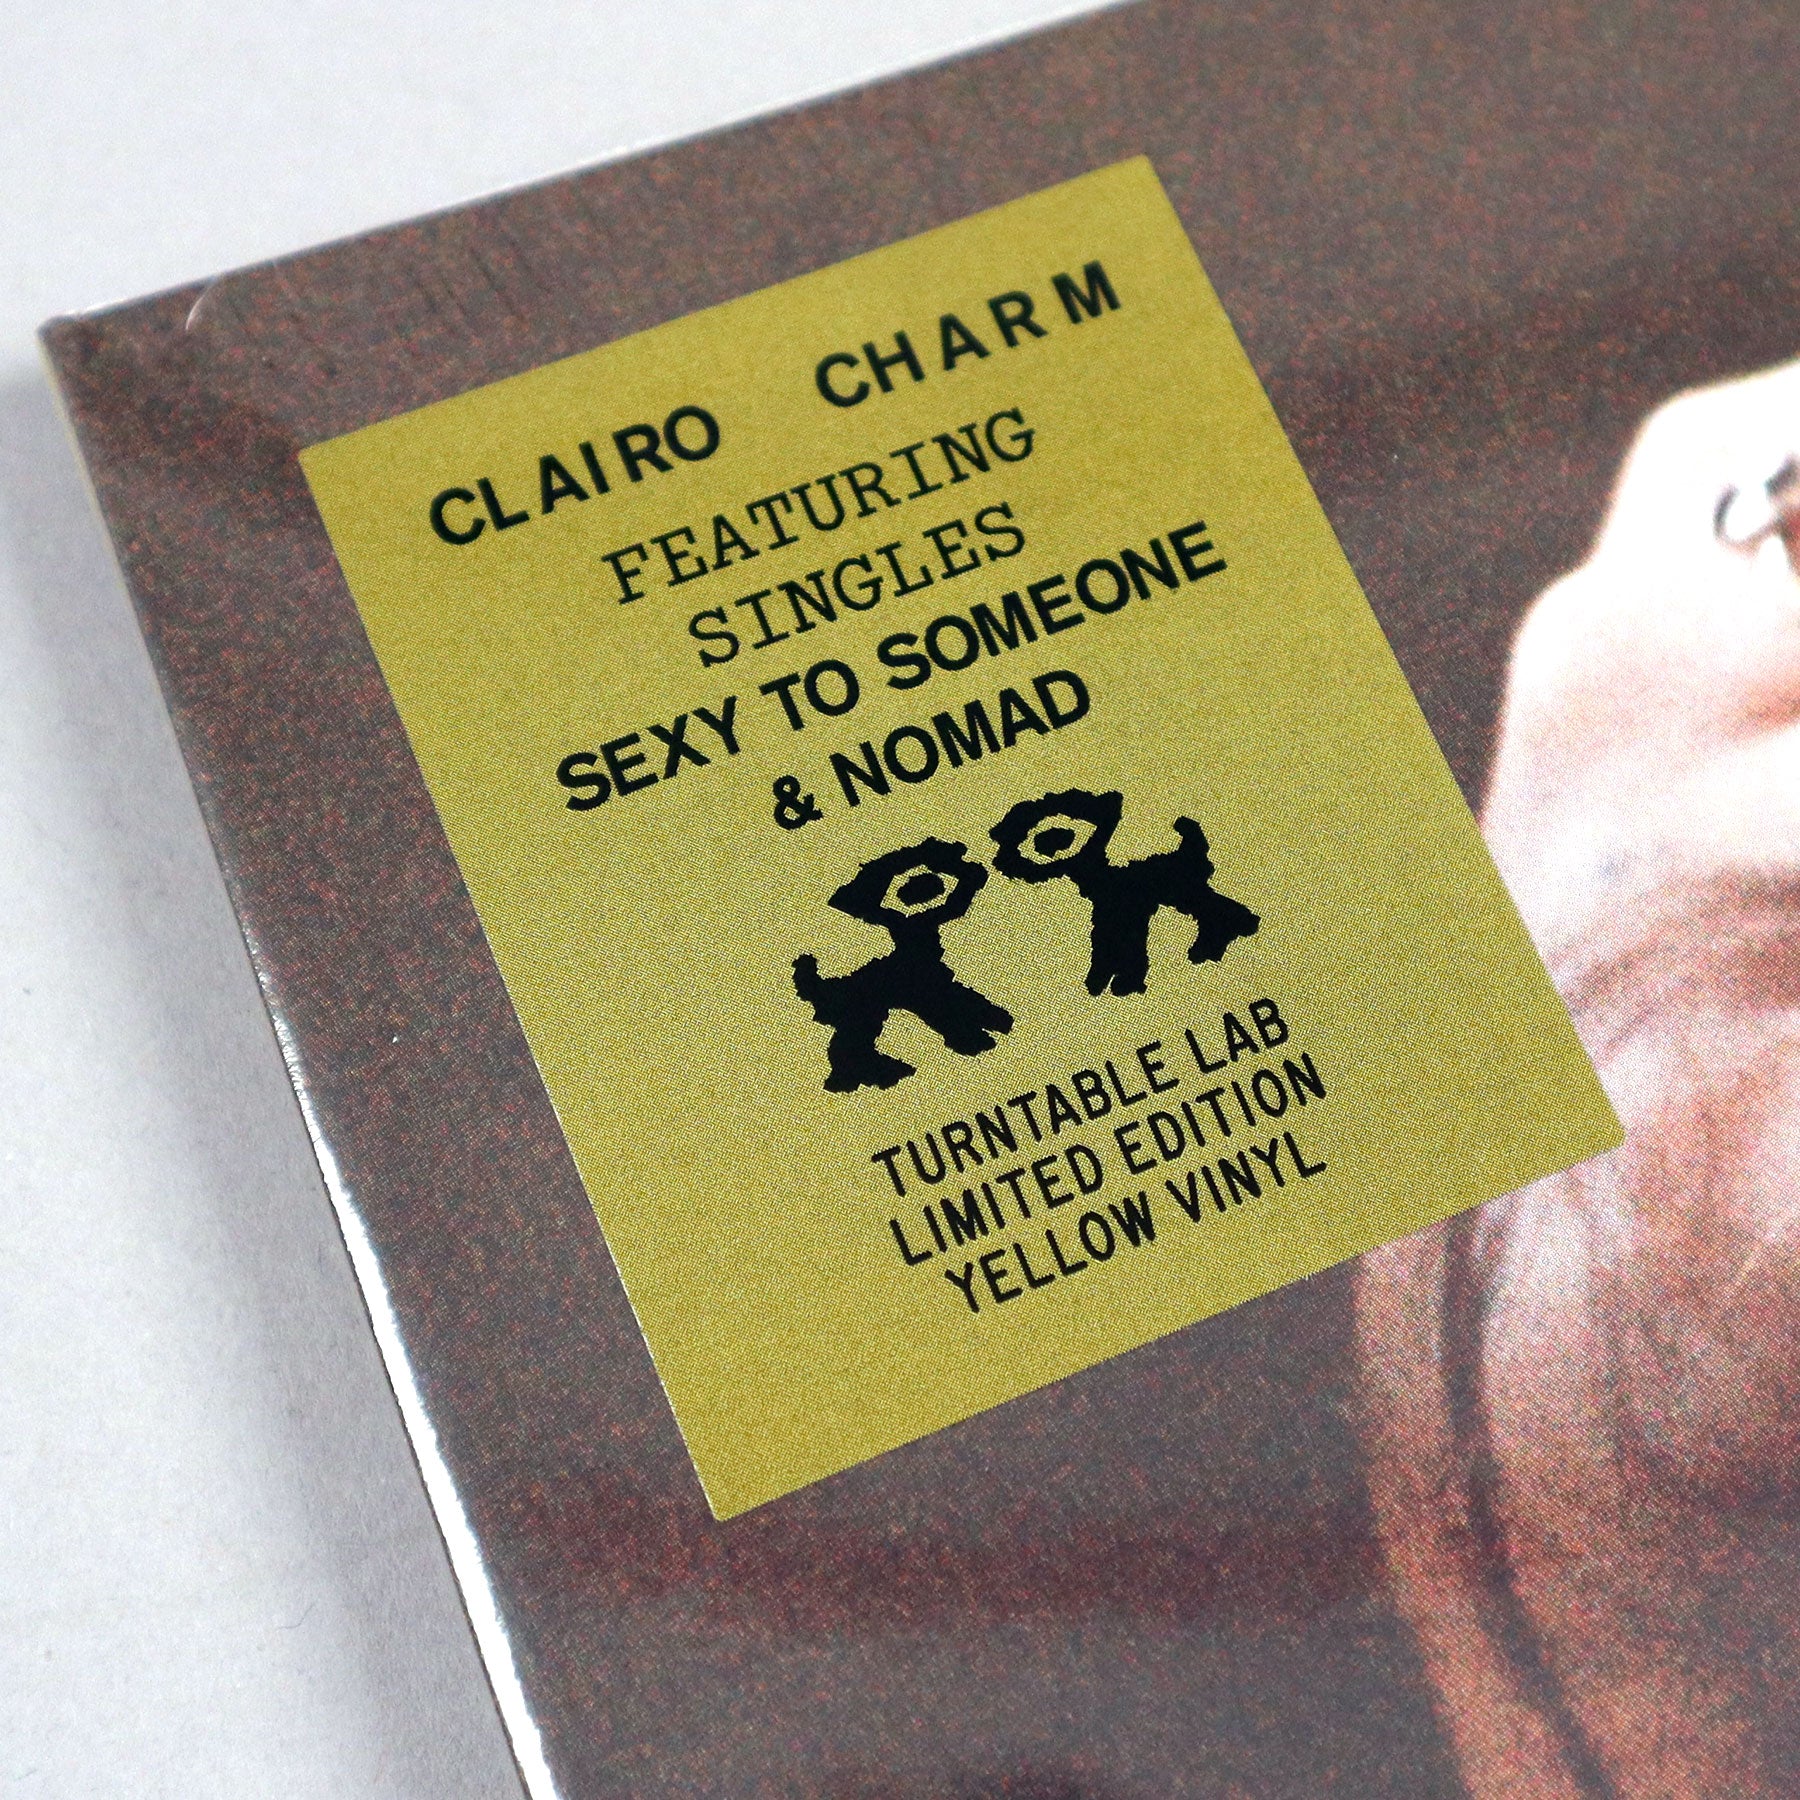 CLAIRO CHARM
FEATURING
SINGLES
SEXY TO SOMEONE
& NOMAD
TURNTABLE LAB
LIMITED EDITION
YELLOW VINYL